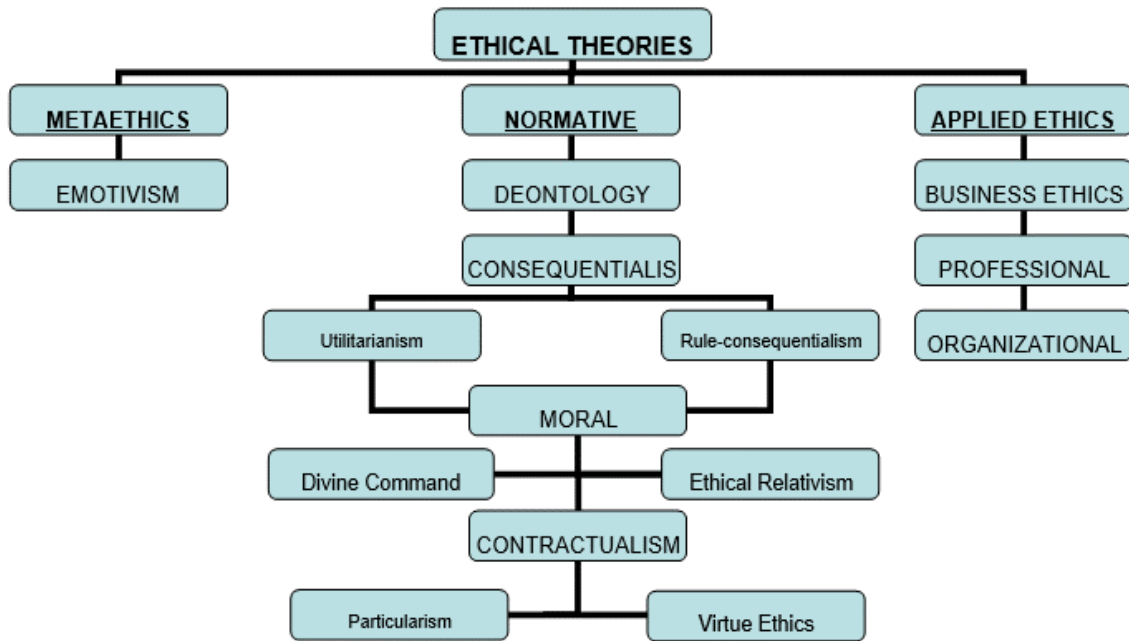 ETHICAL THEORIES
METAETHICS
NORMATIVE
APPLIED ETHICS
EMOTIVISM
DEONTOLOGY
BUSINESS ETHICS
CONSEQUENTIALIS
PROFESSIONAL
Utilitarianism
Rule-consequentialism
ORGANIZATIONAL
MORAL
Divine Command
Ethical Relativism
CONTRACTUALISM
Particularism
Virtue Ethics